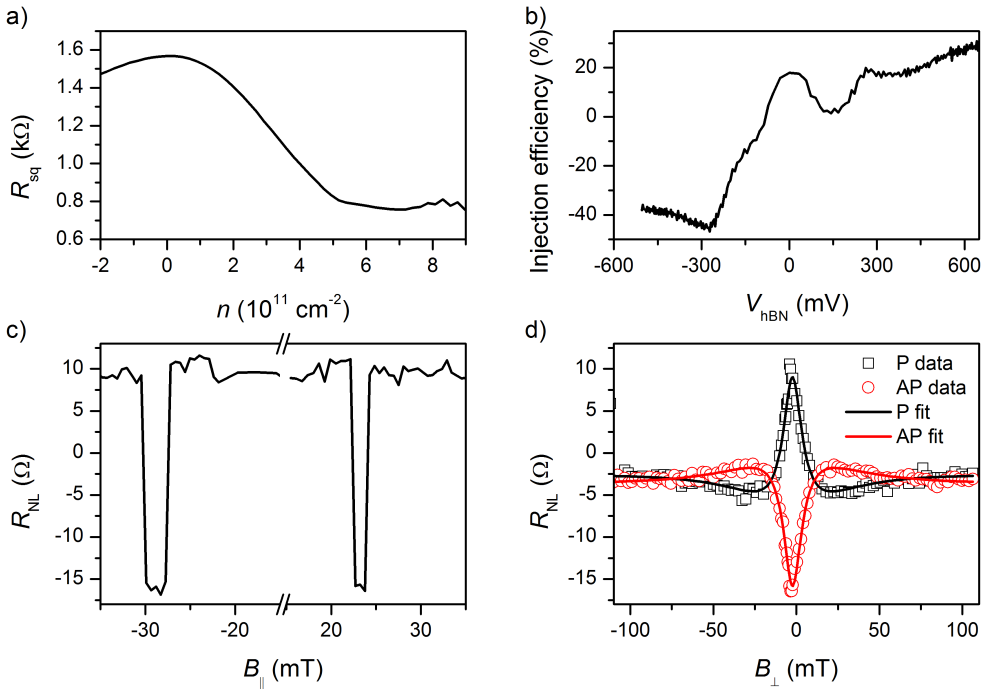 a)
1.6
1.4
1.2
1.0
0.8
0.6
R_sq (kΩ)
-2 0 2 4 6 8
n (10^11 cm^-2)
b)
20
0
-20
-40
Injection efficiency (%)
-600 -300 0 300 600
V_hBN (mV)
c)
10
5
0
-5
-10
-15
R_NL (Ω)
-30 -20 20 30
B_|| (mT)
d)
10
5
0
-5
-10
-15
R_NL (Ω)
P data
AP data
P fit
AP fit
-100 -50 0 50 100
B_⊥ (mT)